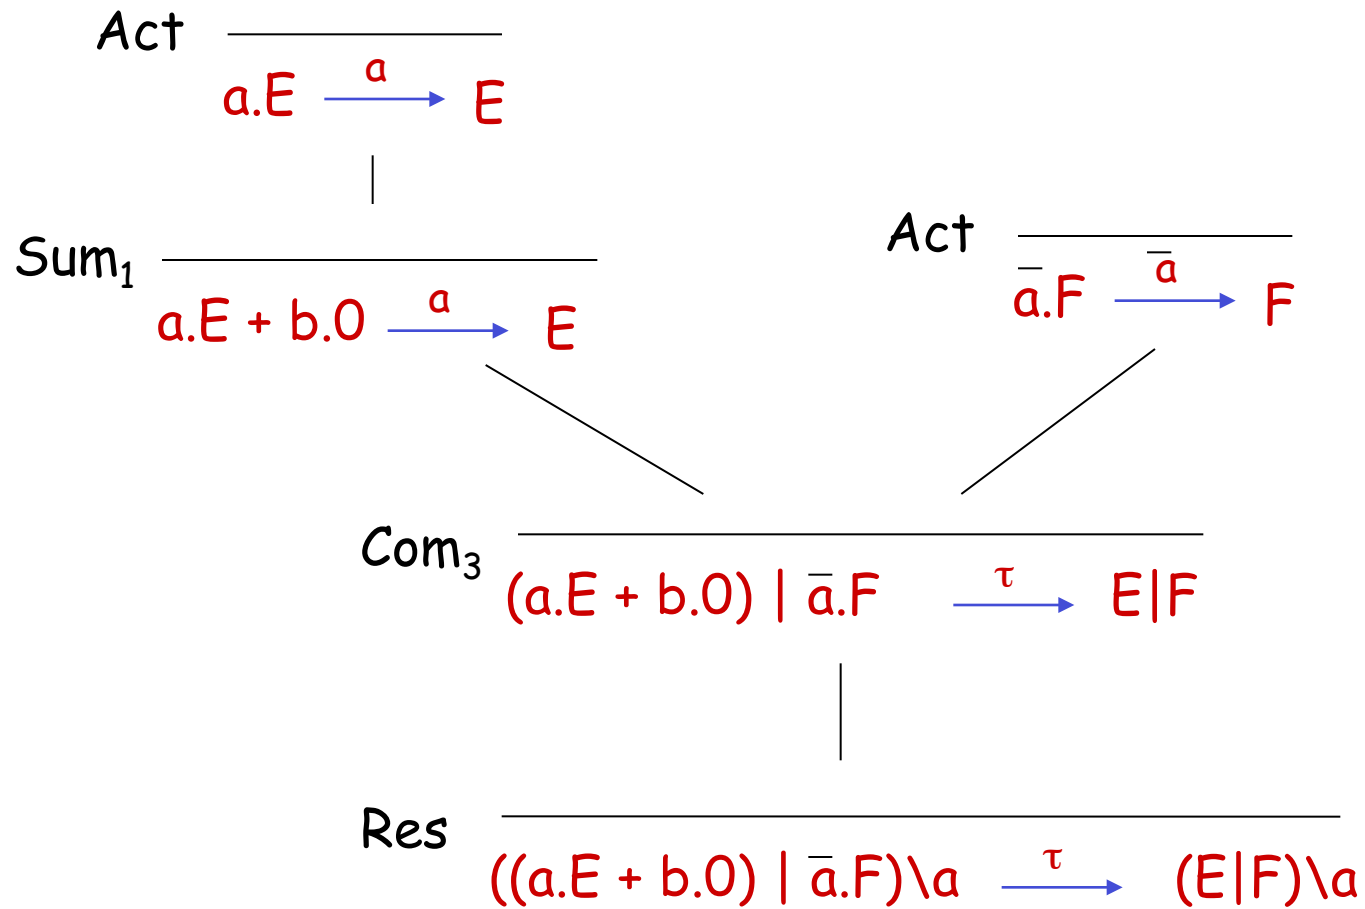 Act
a.E —a→ E
Sum₁
a.E + b.0 —a→ E
Act
a̅.F —a̅→ F
Com₃
(a.E + b.0) | a̅.F —τ→ E|F
Res
((a.E + b.0) | a̅.F)\a —τ→ (E|F)\a